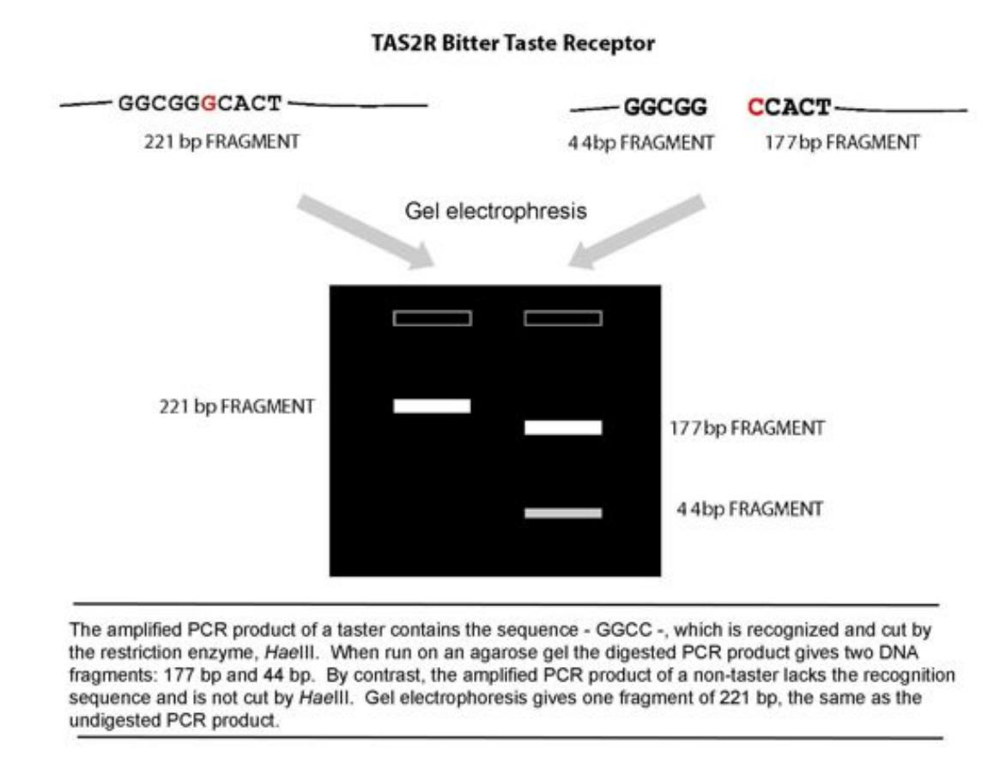 TAS2R Bitter Taste Receptor
GGCGGGCACT
GGCGG CCACT
221 bp FRAGMENT
44bp FRAGMENT 177bp FRAGMENT
Gel electrophresis
221 bp FRAGMENT
177bp FRAGMENT
44bp FRAGMENT
The amplified PCR product of a taster contains the sequence - GGCC -, which is recognized and cut by
the restriction enzyme, HaeIII. When run on an agarose gel the digested PCR product gives two DNA
fragments: 177 bp and 44 bp. By contrast, the amplified PCR product of a non-taster lacks the recognition
sequence and is not cut by HaeIII. Gel electrophoresis gives one fragment of 221 bp, the same as the
undigested PCR product.